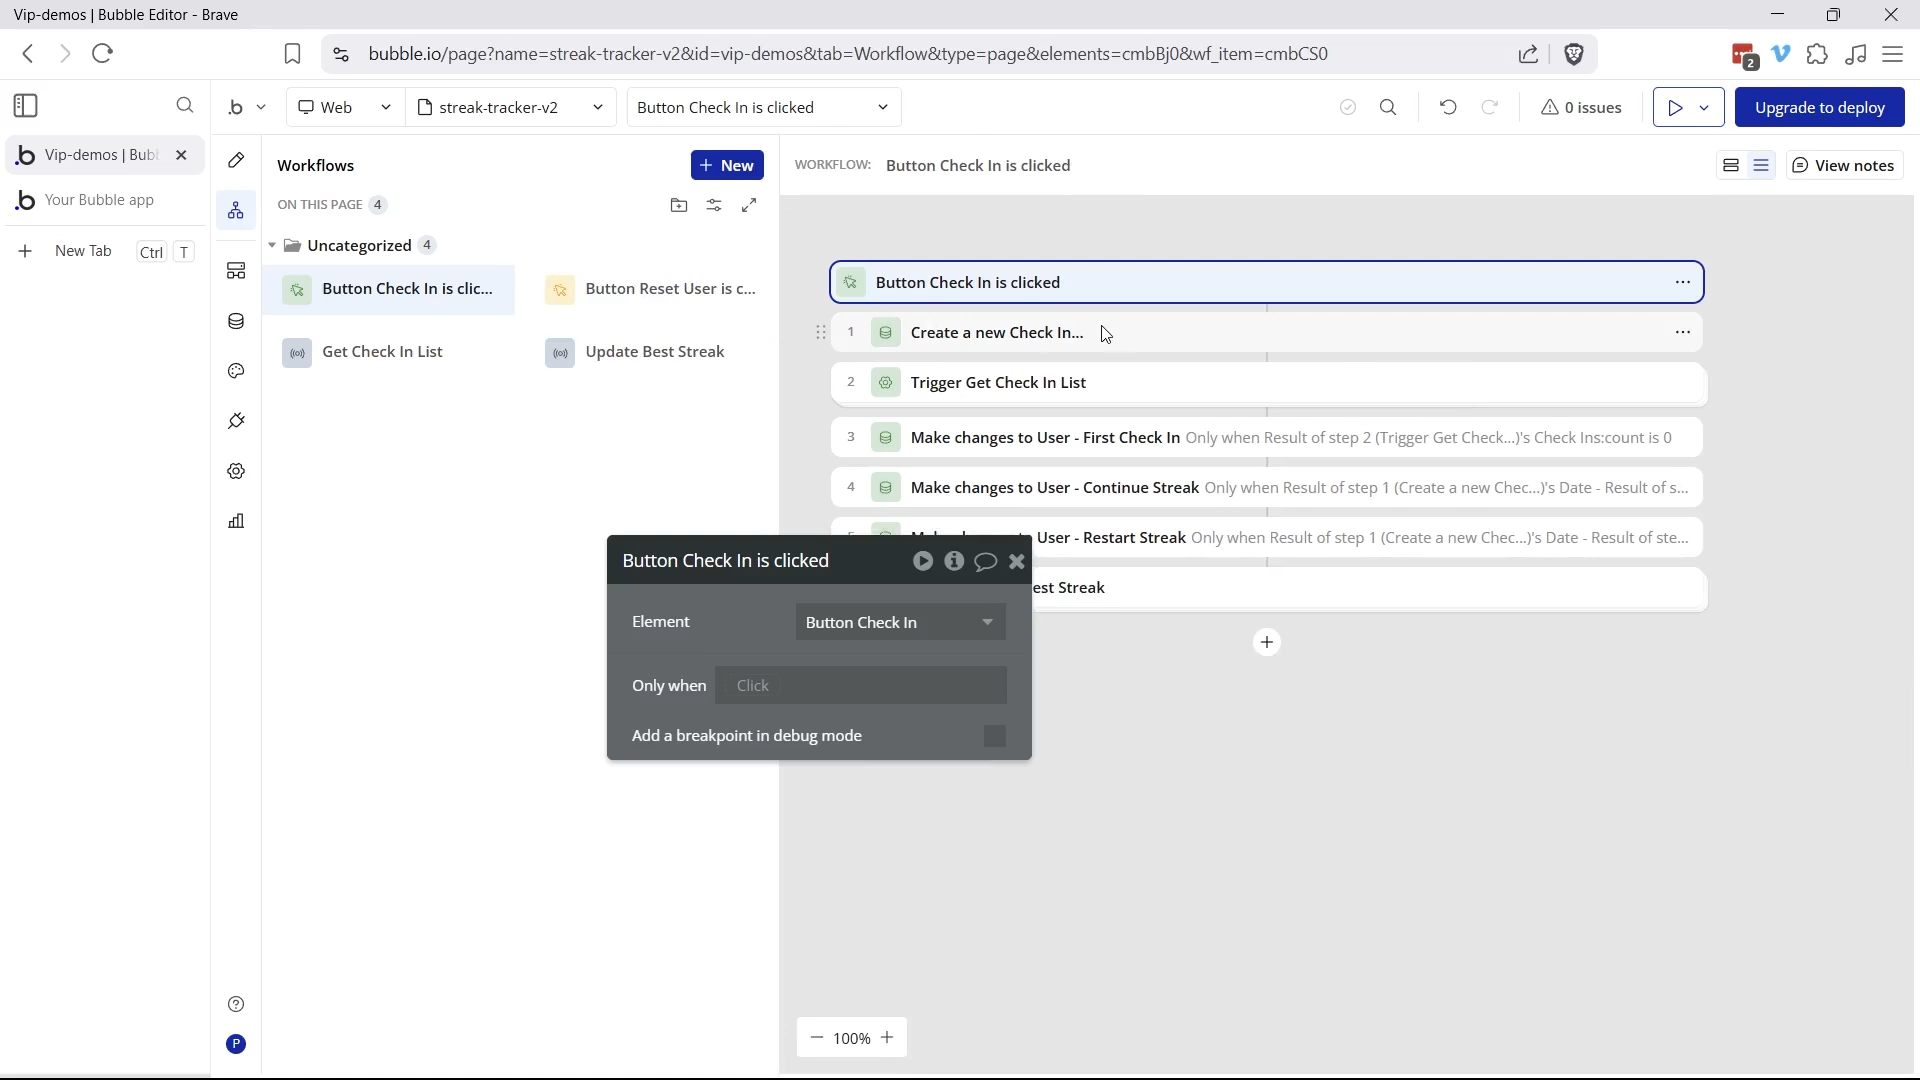 Vip-demos | Bubble Editor - Brave
bubble.io/page?name=streak-tracker-v2&id=vip-demos&tab=Workflow&type=page&elements=cmbBj0&wf_item=cmbCS0
2
Web
streak-tracker-v2
Button Check In is clicked
0 issues
Upgrade to deploy
Vip-demos | Bub
Your Bubble app
New Tab
Ctrl
T
Workflows
New
ON THIS PAGE
4
Uncategorized
4
Button Check In is clic...
Button Reset User is c...
Get Check In List
Update Best Streak
WORKFLOW:
Button Check In is clicked
View notes
Button Check In is clicked
1
Create a new Check In...
2
Trigger Get Check In List
3
Make changes to User - First Check In Only when Result of step 2 (Trigger Get Check...)'s Check Ins:count is 0
4
Make changes to User - Continue Streak Only when Result of step 1 (Create a new Chec...)'s Date - Result of s...
User - Restart Streak Only when Result of step 1 (Create a new Chec...)'s Date - Result of ste...
est Streak
Button Check In is clicked
Element
Button Check In
Only when
Click
Add a breakpoint in debug mode
100%
P